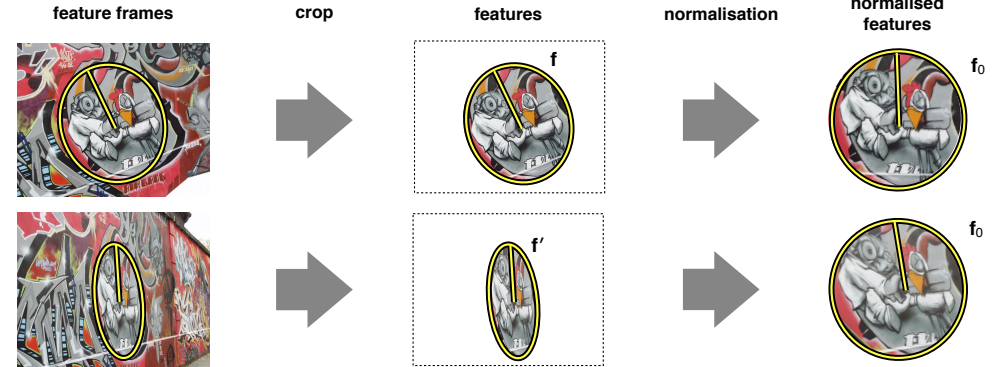 feature frames
crop
features
normalisation
normalised
features
f
f₀
f′
f₀